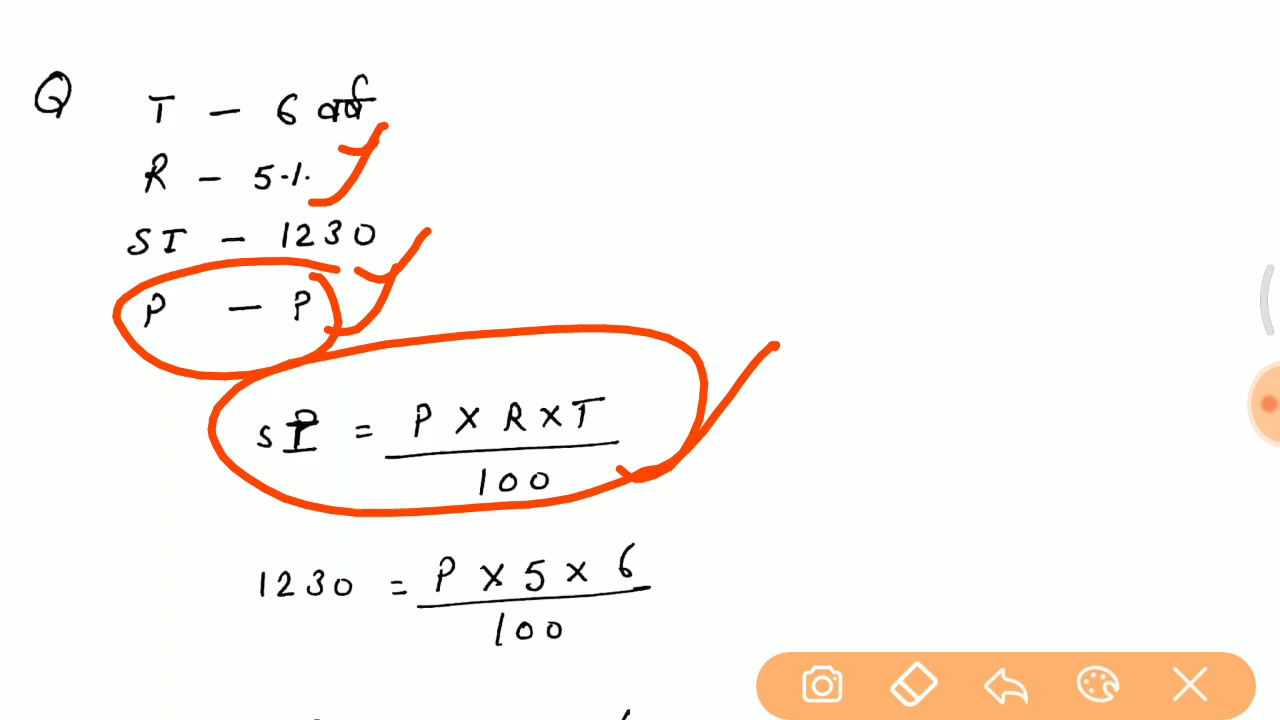 Q T - 6 वर्ष
R - 5%
SI - 1230
P - P
SI = P × R × T
100
1230 = P × 5 × 6
100